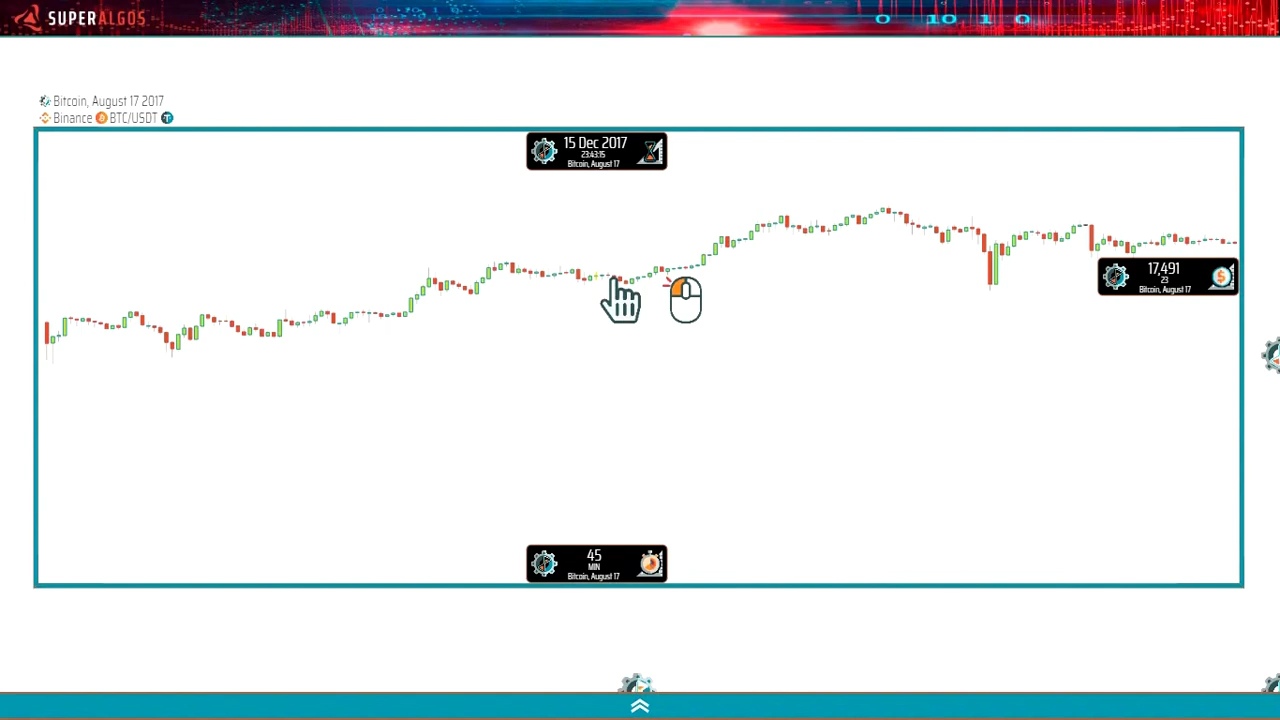 SUPERALGOS
0 10 1 0
Bitcoin, August 17 2017
Binance BTC/USDT
15 Dec 2017
23:43:15
Bitcoin, August 17
17,491
23
Bitcoin, August 17
45
MIN
Bitcoin, August 17